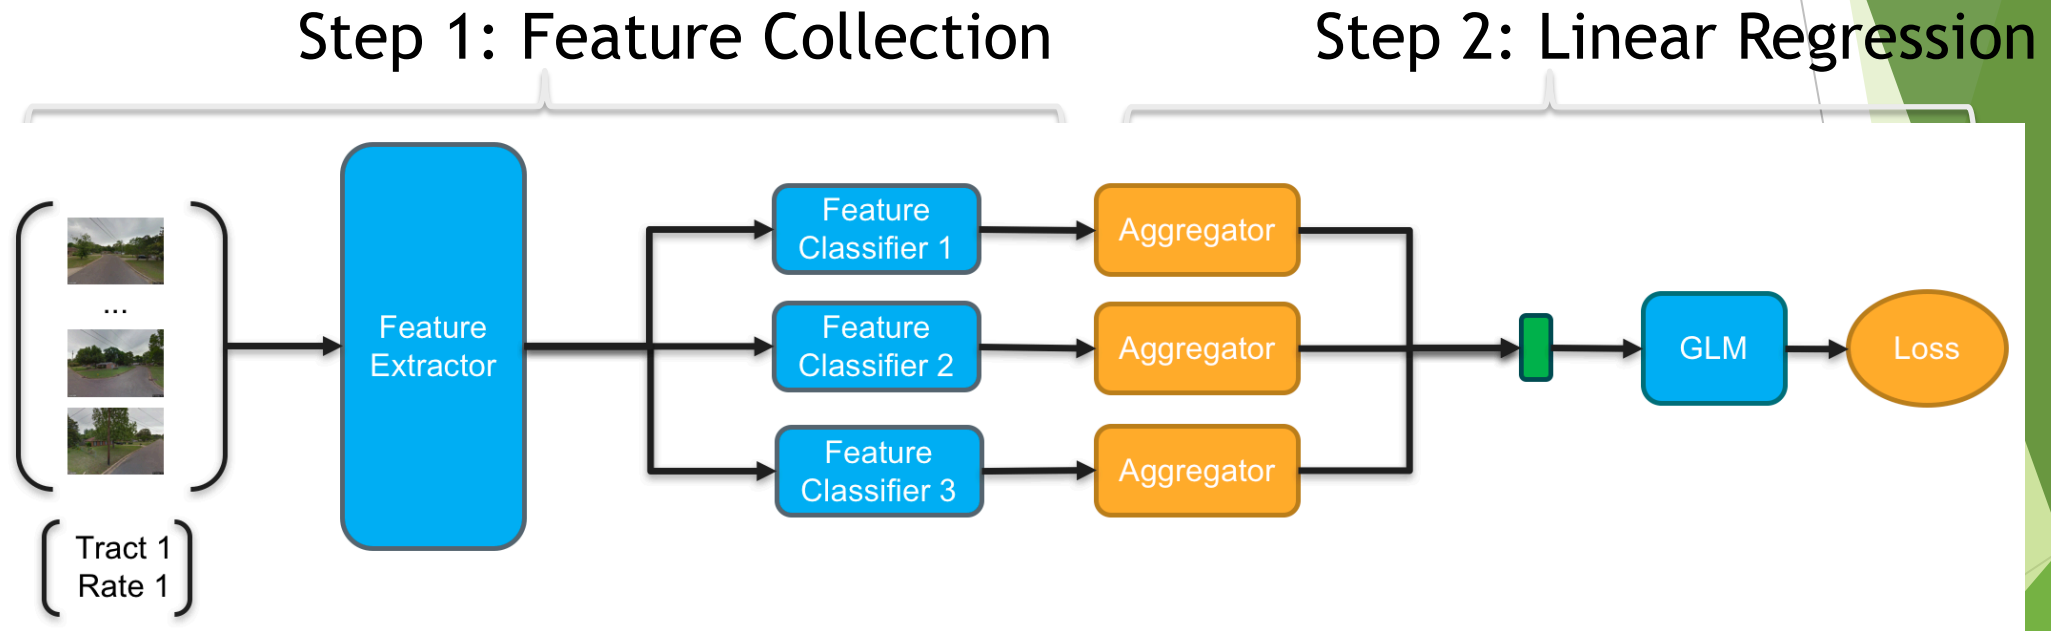 Step 1: Feature Collection
Step 2: Linear Regression
...
Tract 1
Rate 1
Feature
Extractor
Feature
Classifier 1
Feature
Classifier 2
Feature
Classifier 3
Aggregator
Aggregator
Aggregator
GLM
Loss